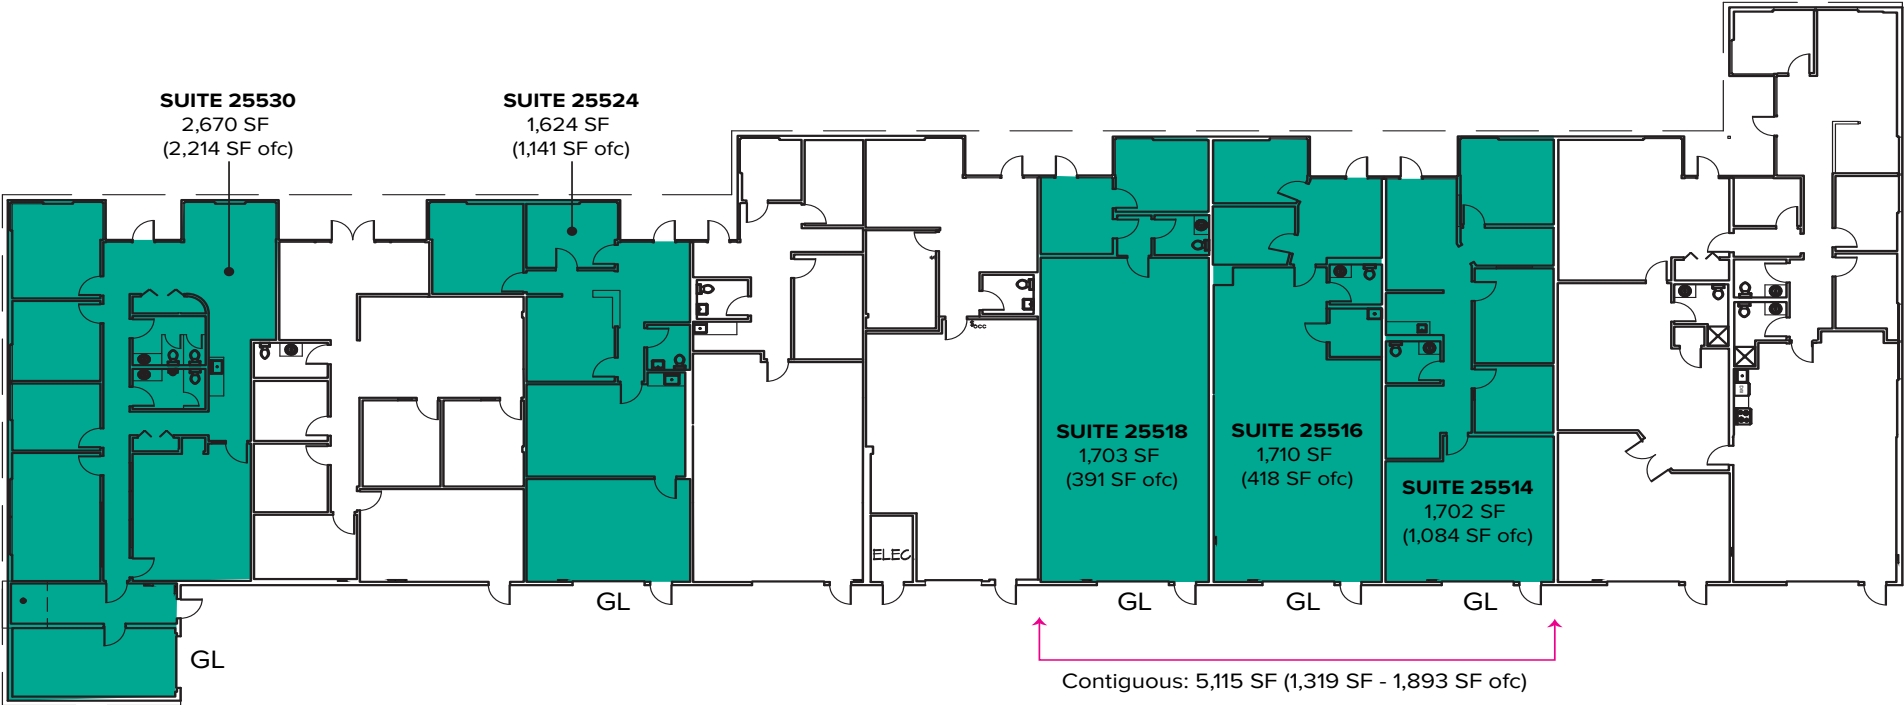 SUITE 25530
2,670 SF
(2,214 SF ofc)
SUITE 25524
1,624 SF
(1,141 SF ofc)
SUITE 25518
1,703 SF
(391 SF ofc)
SUITE 25516
1,710 SF
(418 SF ofc)
SUITE 25514
1,702 SF
(1,084 SF ofc)
ELEC
GL
GL
GL
GL
GL
Contiguous: 5,115 SF (1,319 SF - 1,893 SF ofc)